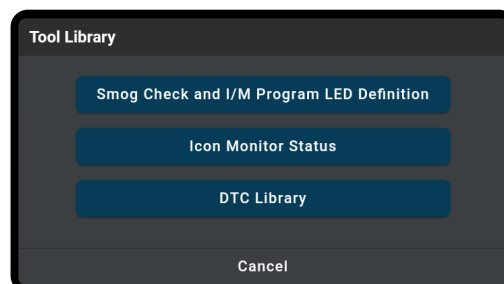 Tool Library
Smog Check and I/M Program LED Definition
Icon Monitor Status
DTC Library
Cancel